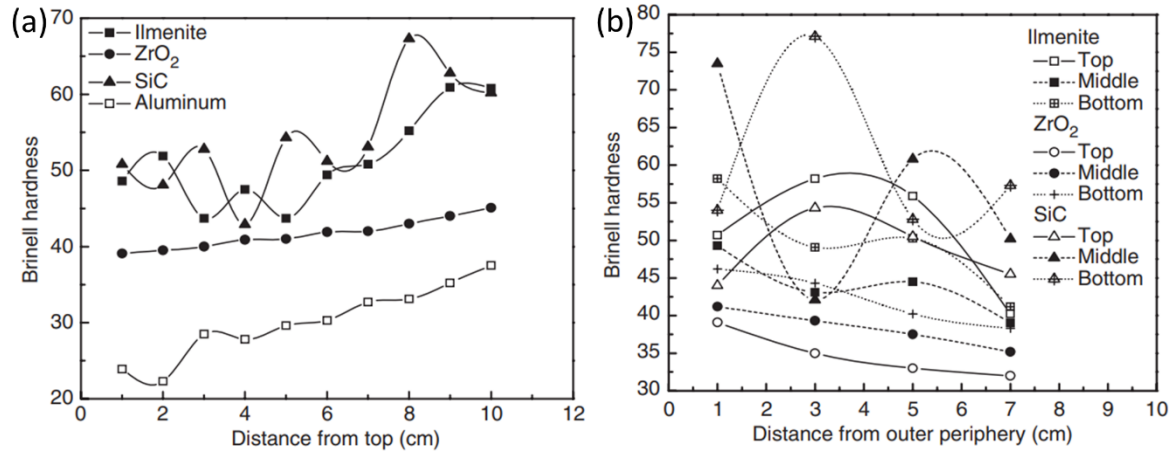 (a)
70
60
50
40
30
20
Brinell hardness
Ilmenite
ZrO2
SiC
Aluminum
0 2 4 6 8 10 12
Distance from top (cm)
(b)
80
75
70
65
60
55
50
45
40
35
30
Brinell hardness
Ilmenite
Top
Middle
Bottom
ZrO2
Top
Middle
Bottom
SiC
Top
Middle
Bottom
0 1 2 3 4 5 6 7 8 9 10
Distance from outer periphery (cm)